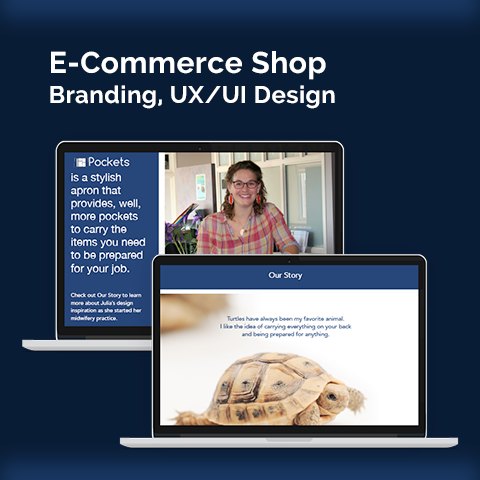 E-Commerce Shop
Branding, UX/UI Design
Pockets
is a stylish
apron that
provides, well,
more pockets
to carry the
items you need
to be prepared
for your job.
Check out Our Story to learn
more about Julia's design
inspiration as she started her
midwifery practice.
Our Story
Turtles have always been my favorite animal.
I like the idea of carrying everything on your back
and being prepared for anything.